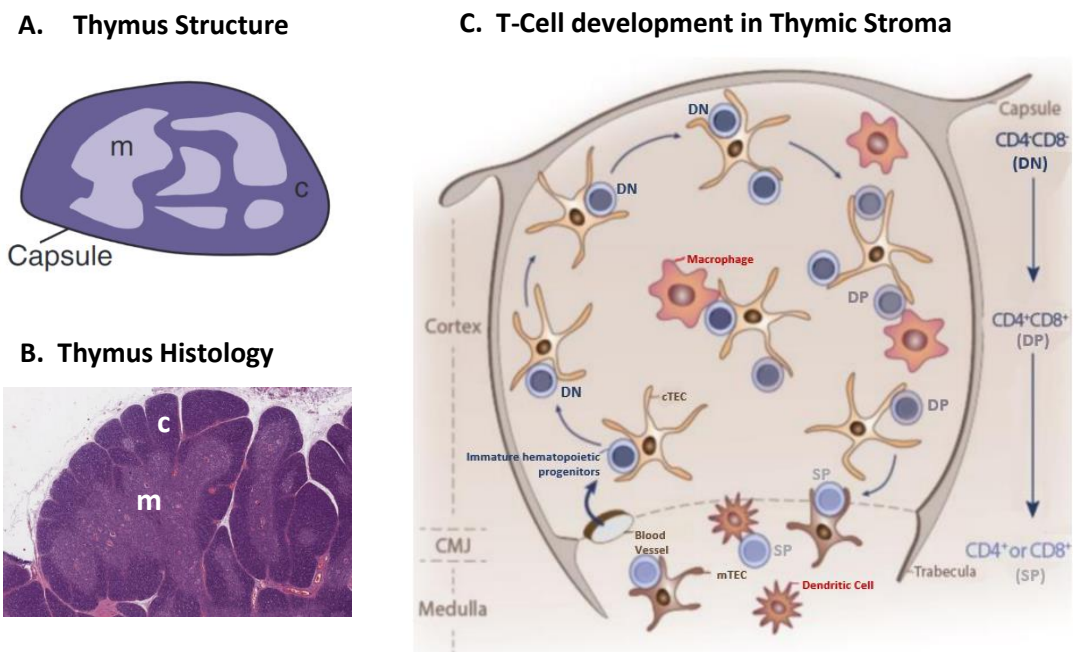 A. Thymus Structure
m
c
Capsule
B. Thymus Histology
c
m
C. T-Cell development in Thymic Stroma
DN
Capsule
CD4⁻CD8⁻
(DN)
DN
Macrophage
DP
Cortex
CD4⁺CD8⁺
(DP)
DN
cTEC
DP
Immature hematopoietic
progenitors
SP
Blood
Vessel
CMJ
SP
CD4⁺or CD8⁺
(SP)
mTEC
Trabecula
Dendritic Cell
Medulla